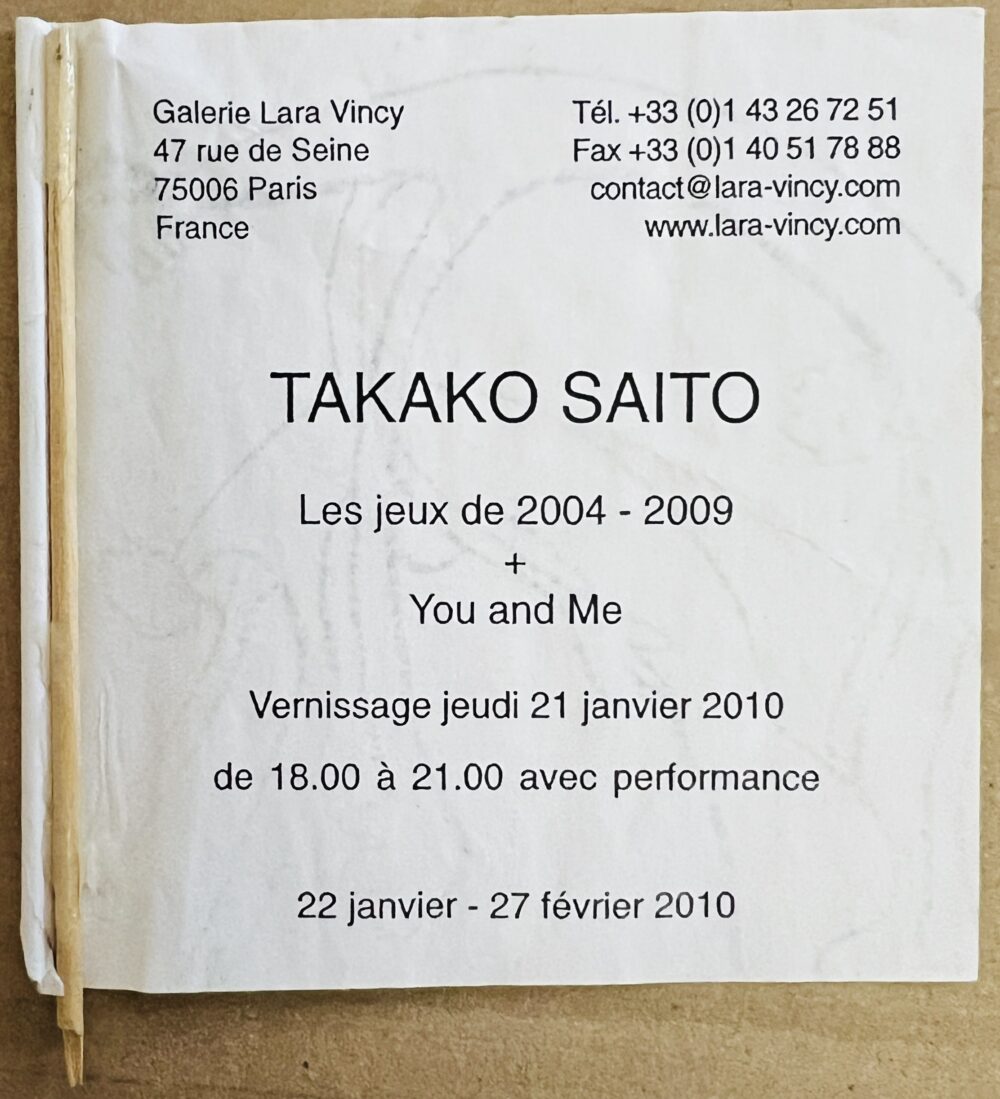 Galerie Lara Vincy
47 rue de Seine
75006 Paris
France
Tél. +33 (0)1 43 26 72 51
Fax +33 (0)1 40 51 78 88
contact@lara-vincy.com
www.lara-vincy.com
TAKAKO SAITO
Les jeux de 2004 - 2009
+
You and Me
Vernissage jeudi 21 janvier 2010
de 18.00 à 21.00 avec performance
22 janvier - 27 février 2010